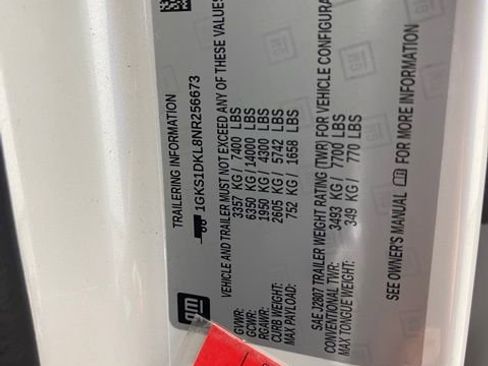 TRAILERING INFORMATION
1GKS1DKL8NR256673
VEHICLE AND TRAILER MUST NOT EXCEED ANY OF THESE VALUES
GVWR: 3357 KG/ 7400 LBS
GCWR: 6350 KG/ 14000 LBS
RGAWR: 1950 KG/ 4300 LBS
CURB WEIGHT: 2605 KG/ 5742 LBS
MAX PAYLOAD: 752 KG/ 1658 LBS
SAE J2807 TRAILER WEIGHT RATING (TWR) FOR VEHICLE CONFIGURA
CONVENTIONAL TWR: 3493 KG/ 7700 LBS
MAX TONGUE WEIGHT: 349 KG/ 770 LBS
SEE OWNER'S MANUAL FOR MORE INFORMATION
gm